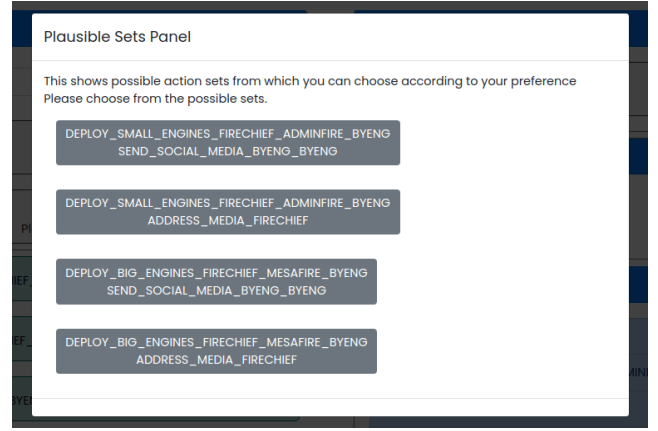 Plausible Sets Panel
This shows possible action sets from which you can choose according to your preference
Please choose from the possible sets.
DEPLOY_SMALL_ENGINES_FIRECHIEF_ADMINFIRE_BYENG
SEND_SOCIAL_MEDIA_BYENG_BYENG
DEPLOY_SMALL_ENGINES_FIRECHIEF_ADMINFIRE_BYENG
ADDRESS_MEDIA_FIRECHIEF
DEPLOY_BIG_ENGINES_FIRECHIEF_MESAFIRE_BYENG
SEND_SOCIAL_MEDIA_BYENG_BYENG
DEPLOY_BIG_ENGINES_FIRECHIEF_MESAFIRE_BYENG
ADDRESS_MEDIA_FIRECHIEF